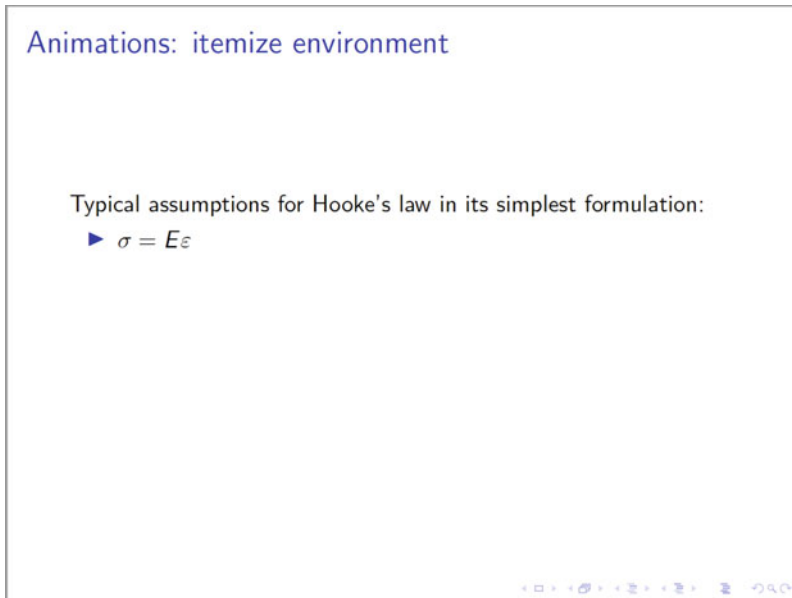 Animations: itemize environment
Typical assumptions for Hooke's law in its simplest formulation:
▶ σ = Eε